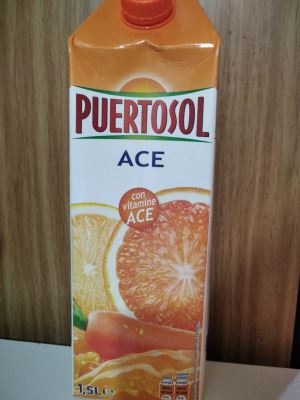 PUERTOSOL
ACE
con
vitamine
ACE
1,5L e